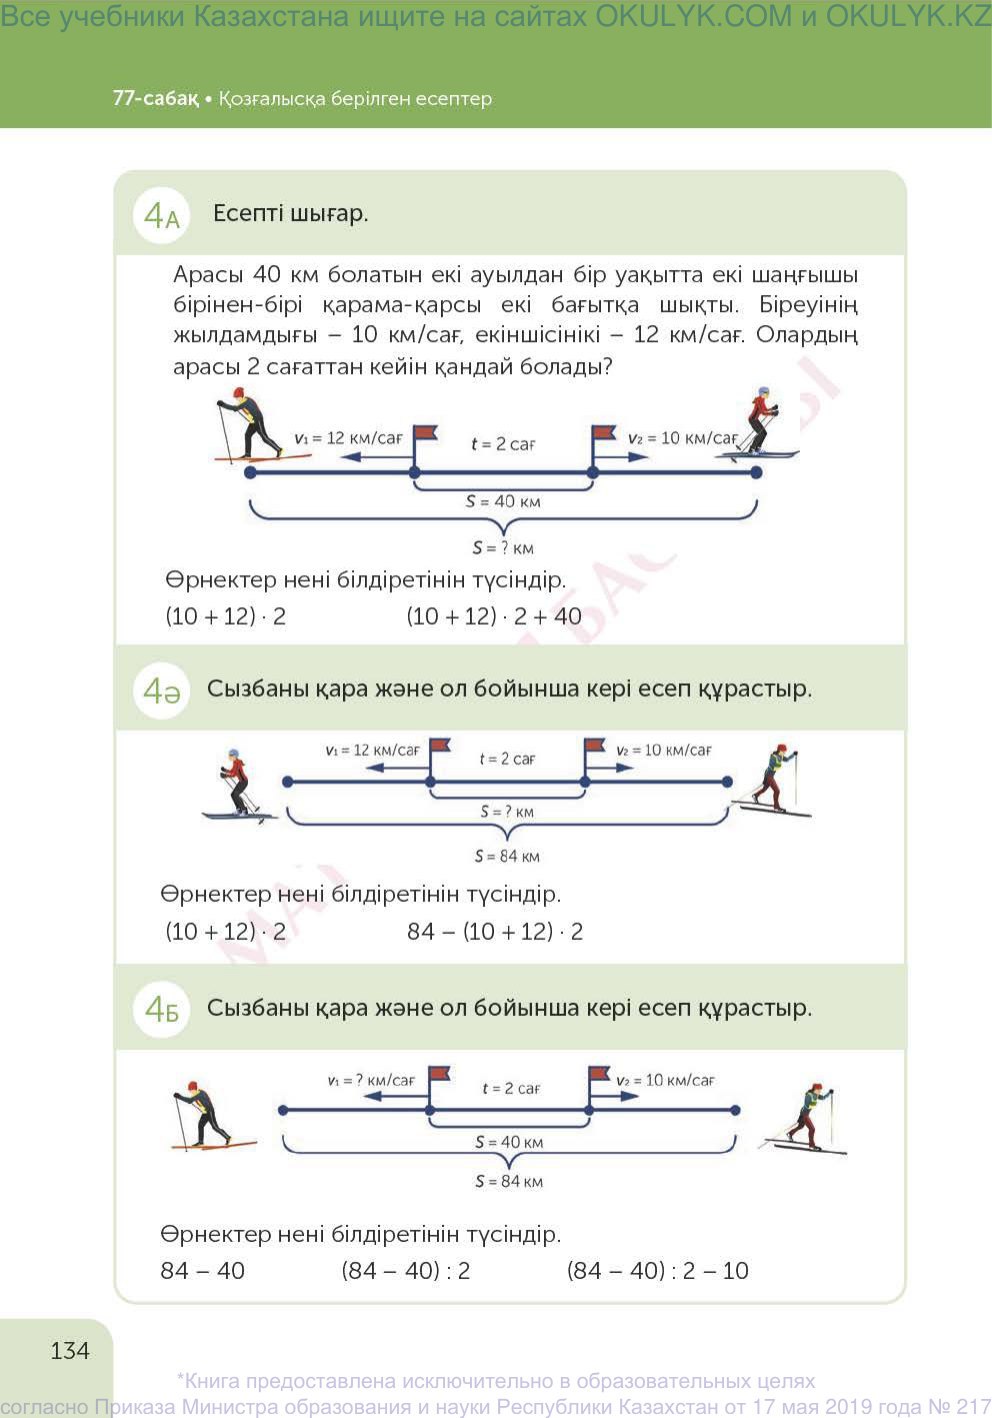 Все учебники Казахстана ищите на сайтах OKULYK.COM и OKULYK.KZ
77-сабақ • Қозғалысқа берілген есептер
4А Есепті шығар.
Арасы 40 км болатын екі ауылдан бір уақытта екі шаңғышы
бірінен-бірі қарама-қарсы екі бағытқа шықты. Біреуінің
жылдамдығы – 10 км/сағ, екіншісінікі – 12 км/сағ. Олардың
арасы 2 сағаттан кейін қандай болады?
v₁ = 12 км/сағ t = 2 сағ v₂ = 10 км/сағ
S = 40 км
S = ? км
Өрнектер нені білдіретінін түсіндір.
(10 + 12) · 2 (10 + 12) · 2 + 40
4Ә Сызбаны қара және ол бойынша кері есеп құрастыр.
v₁ = 12 км/сағ t = 2 сағ v₂ = 10 км/сағ
S = ? км
S = 84 км
Өрнектер нені білдіретінін түсіндір.
(10 + 12) · 2 84 – (10 + 12) · 2
4Б Сызбаны қара және ол бойынша кері есеп құрастыр.
v₁ = ? км/сағ t = 2 сағ v₂ = 10 км/сағ
S = 40 км
S = 84 км
Өрнектер нені білдіретінін түсіндір.
84 – 40 (84 – 40) : 2 (84 – 40) : 2 – 10
134
*Книга предоставлена исключительно в образовательных целях
согласно Приказа Министра образования и науки Республики Казахстан от 17 мая 2019 года № 217